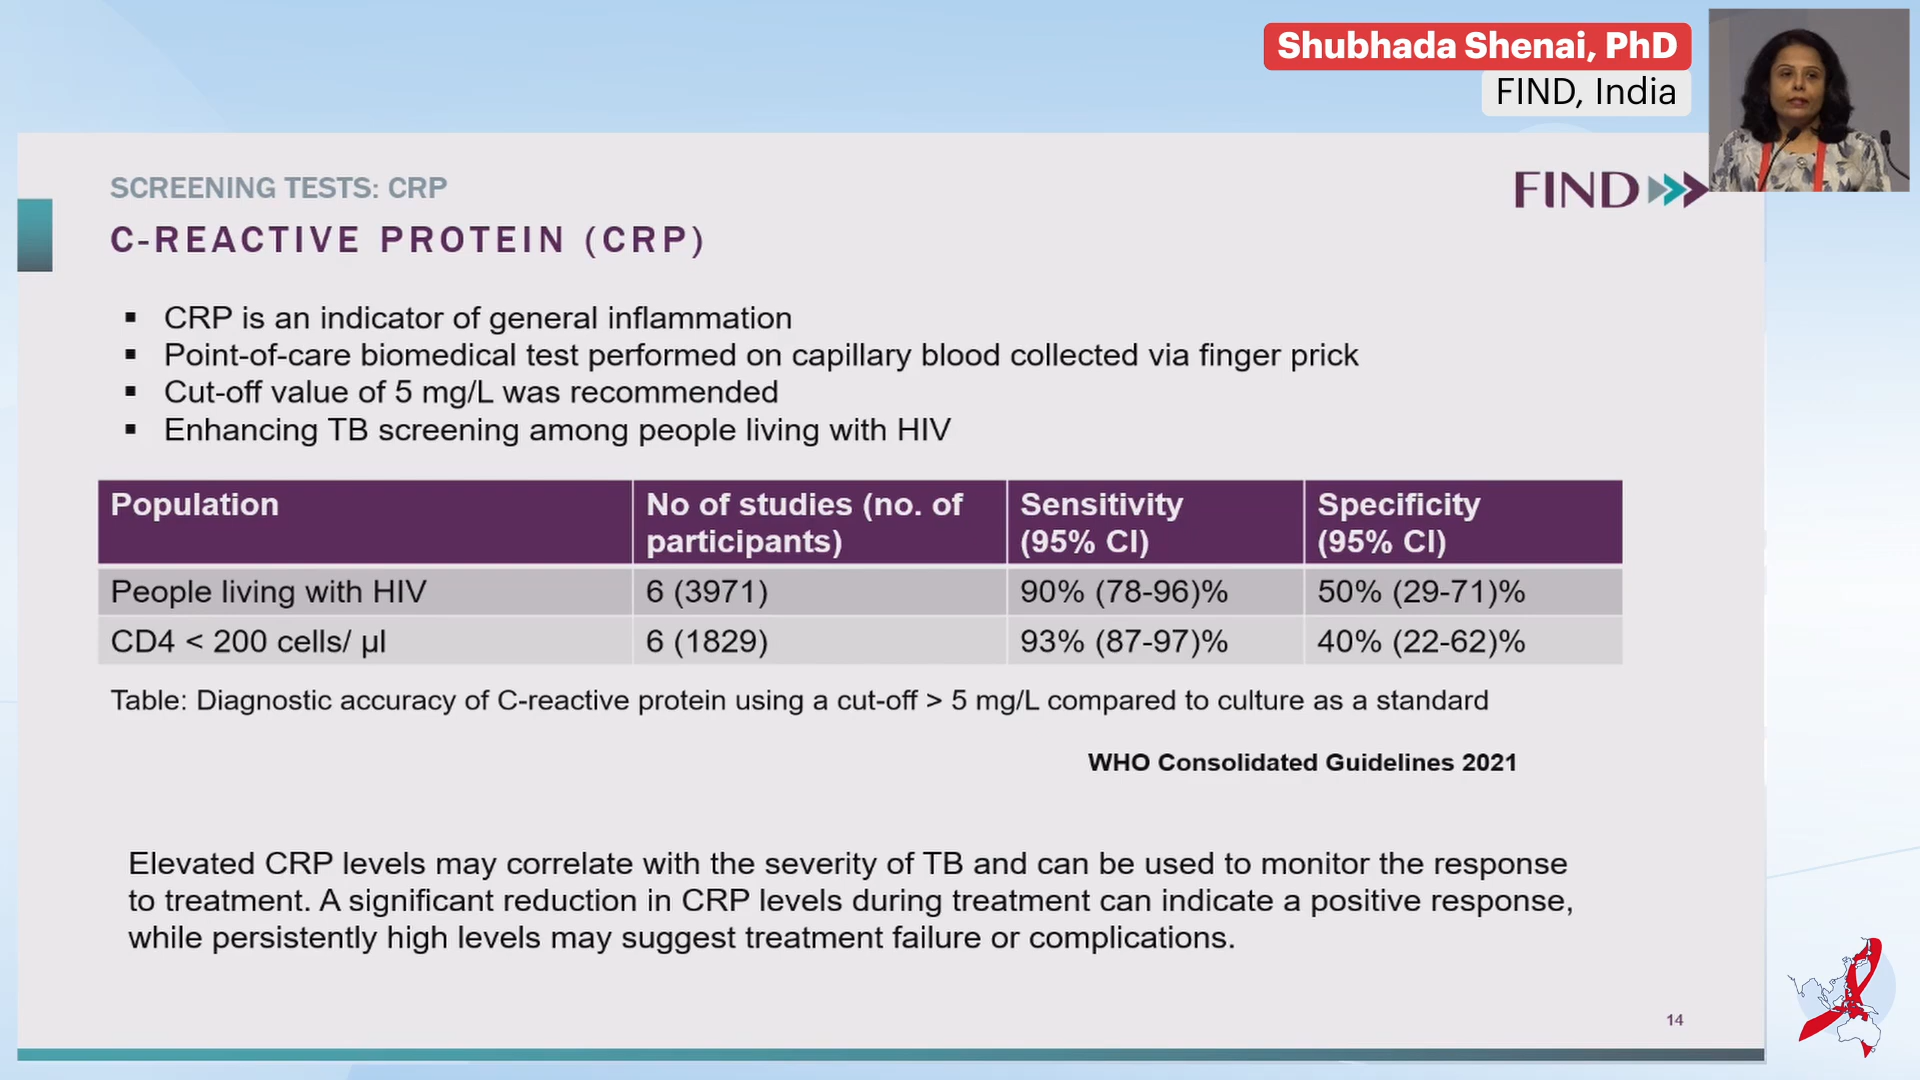 Shubhada Shenai, PhD
FIND, India
SCREENING TESTS: CRP
FIND
C-REACTIVE PROTEIN (CRP)
▪ CRP is an indicator of general inflammation
▪ Point-of-care biomedical test performed on capillary blood collected via finger prick
▪ Cut-off value of 5 mg/L was recommended
▪ Enhancing TB screening among people living with HIV
Population No of studies (no. of participants) Sensitivity (95% CI) Specificity (95% CI)
People living with HIV 6 (3971) 90% (78-96)% 50% (29-71)%
CD4 < 200 cells/ µl 6 (1829) 93% (87-97)% 40% (22-62)%
Table: Diagnostic accuracy of C-reactive protein using a cut-off > 5 mg/L compared to culture as a standard
WHO Consolidated Guidelines 2021
Elevated CRP levels may correlate with the severity of TB and can be used to monitor the response
to treatment. A significant reduction in CRP levels during treatment can indicate a positive response,
while persistently high levels may suggest treatment failure or complications.
14